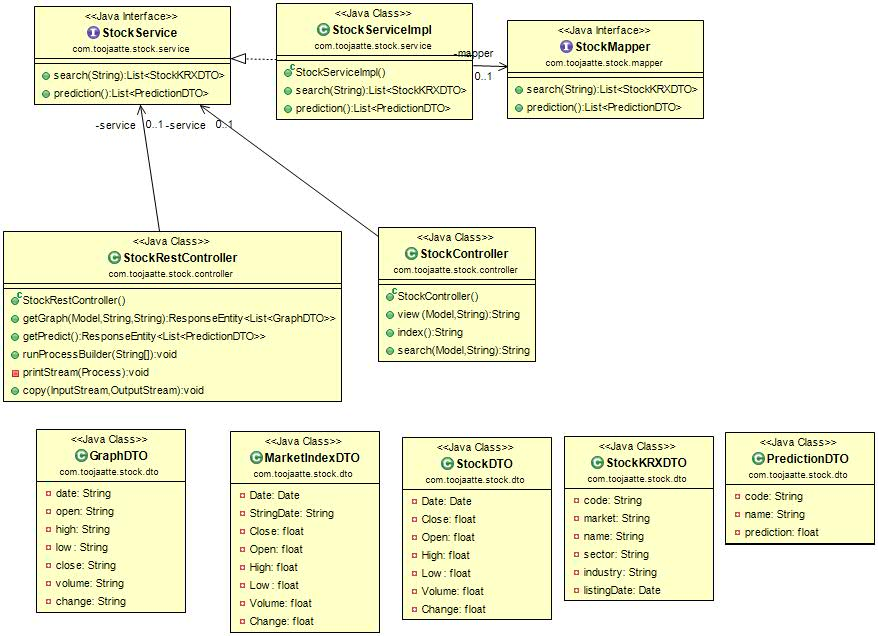 <<Java Interface>>
StockService
com.toojaatte.stock.service
search(String):List<StockKRXDTO>
prediction():List<PredictionDTO>
<<Java Class>>
StockServiceImpl
com.toojaatte.stock.service
StockServiceImpl()
search(String):List<StockKRXDTO>
prediction():List<PredictionDTO>
-mapper
0..1
<<Java Interface>>
StockMapper
com.toojaatte.stock.mapper
search(String):List<StockKRXDTO>
prediction():List<PredictionDTO>
-service 0..1
-service 0..1
<<Java Class>>
StockRestController
com.toojaatte.stock.controller
StockRestController()
getGraph(Model,String,String):ResponseEntity<List<GraphDTO>>
getPredict():ResponseEntity<List<PredictionDTO>>
runProcessBuilder(String[]):void
printStream(Process):void
copy(InputStream,OutputStream):void
<<Java Class>>
StockController
com.toojaatte.stock.controller
StockController()
view(Model,String):String
index():String
search(Model,String):String
<<Java Class>>
GraphDTO
com.toojaatte.stock.dto
date: String
open: String
high: String
low: String
close: String
volume: String
change: String
<<Java Class>>
MarketIndexDTO
com.toojaatte.stock.dto
Date: Date
StringDate: String
Close: float
Open: float
High: float
Low: float
Volume: float
Change: float
<<Java Class>>
StockDTO
com.toojaatte.stock.dto
Date: Date
Close: float
Open: float
High: float
Low: float
Volume: float
Change: float
<<Java Class>>
StockKRXDTO
com.toojaatte.stock.dto
code: String
market: String
name: String
sector: String
industry: String
listingDate: Date
<<Java Class>>
PredictionDTO
com.toojaatte.stock.dto
code: String
name: String
prediction: float